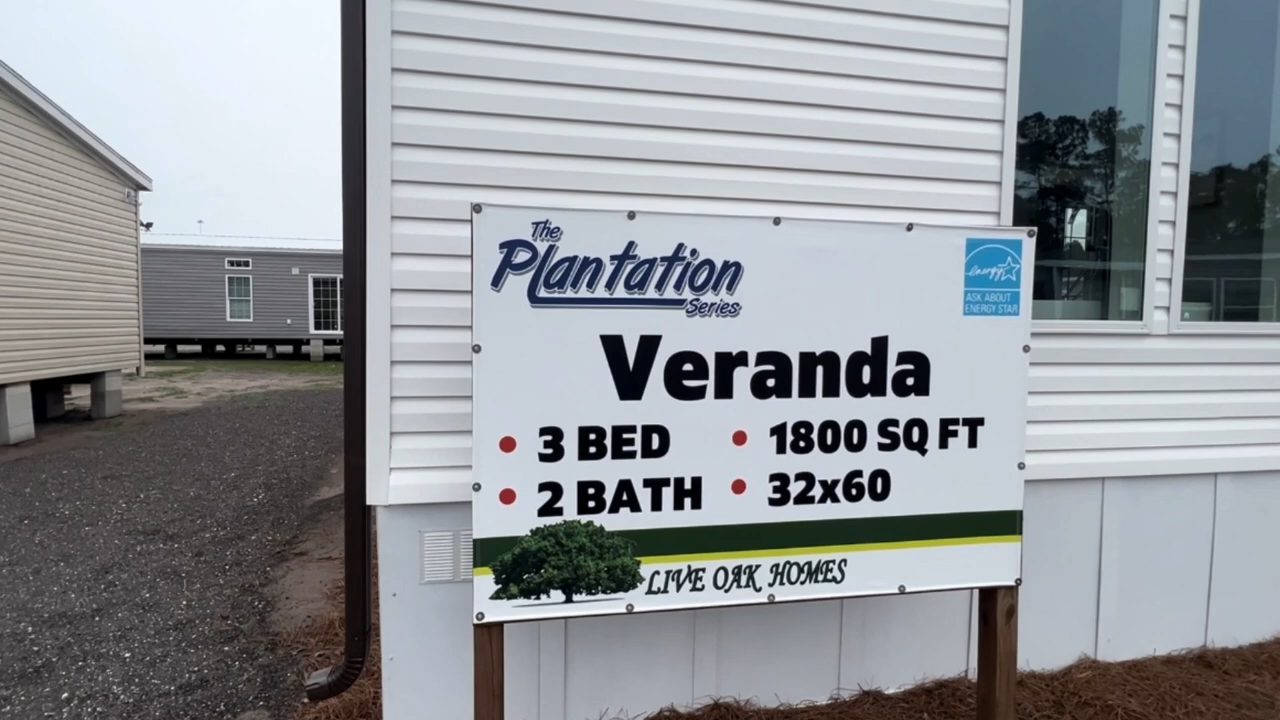 The
Plantation
Series
energy
ASK ABOUT
ENERGY STAR
Veranda
• 3 BED
• 1800 SQ FT
• 2 BATH
• 32x60
LIVE OAK HOMES